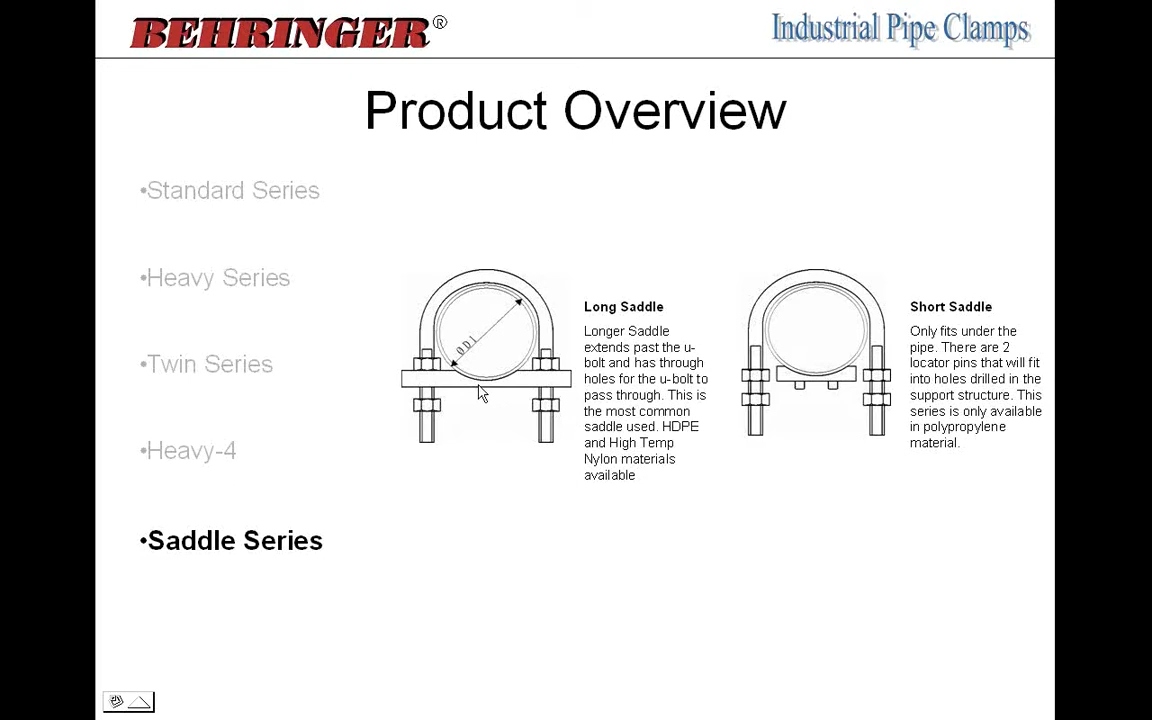 BEHRINGER®
Industrial Pipe Clamps
Product Overview
•Standard Series
•Heavy Series
•Twin Series
•Heavy-4
•Saddle Series
ØD1
Long Saddle
Longer Saddle
extends past the u-
bolt and has through
holes for the u-bolt to
pass through. This is
the most common
saddle used. HDPE
and High Temp
Nylon materials
available
Short Saddle
Only fits under the
pipe. There are 2
locator pins that will fit
into holes drilled in the
support structure. This
series is only available
in polypropylene
material.